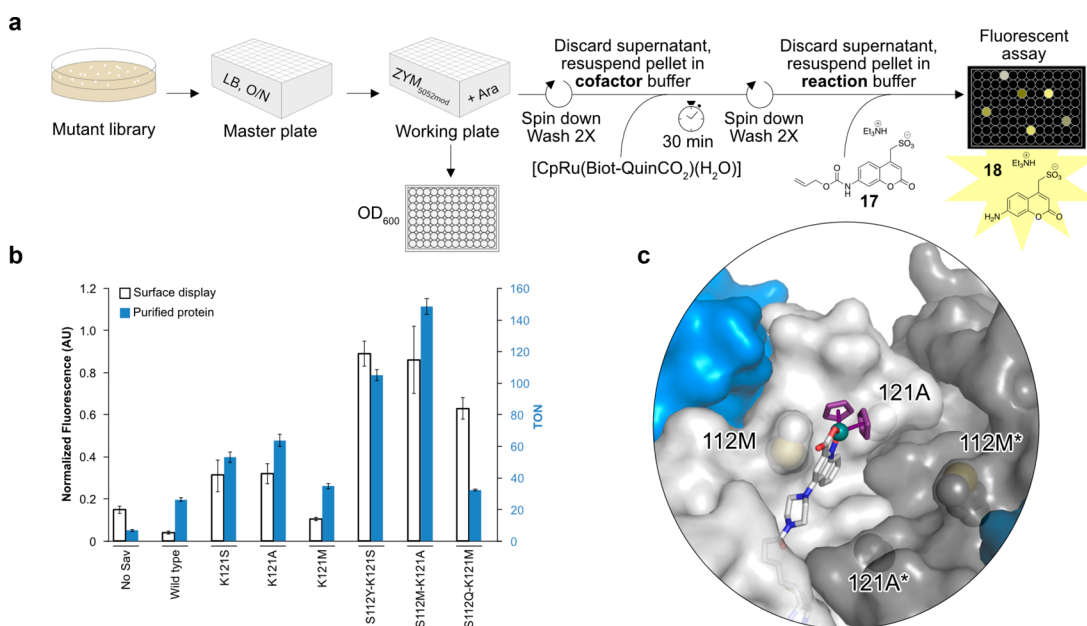 a
Mutant library
LB, O/N
Master plate
ZYM5052mod
+ Ara
Working plate
OD600
Discard supernatant,
resuspend pellet in
cofactor buffer
Spin down
Wash 2X
30 min
[CpRu(Biot-QuinCO2)(H2O)]
Discard supernatant,
resuspend pellet in
reaction buffer
Spin down
Wash 2X
Et3NH
⊕
SO3
⊖
O
O
N
H
O
O
17
Fluorescent
assay
18
Et3NH
⊕
SO3
⊖
H2N
O
O
b
Surface display
Purified protein
Normalized Fluorescence (AU)
1.2
1.0
0.8
0.6
0.4
0.2
0
160
140
120
100
80
60
40
20
0
TON
No Sav
Wild type
K121S
K121A
K121M
S112Y-K121S
S112M-K121A
S112Q-K121M
c
121A
112M
112M*
121A*